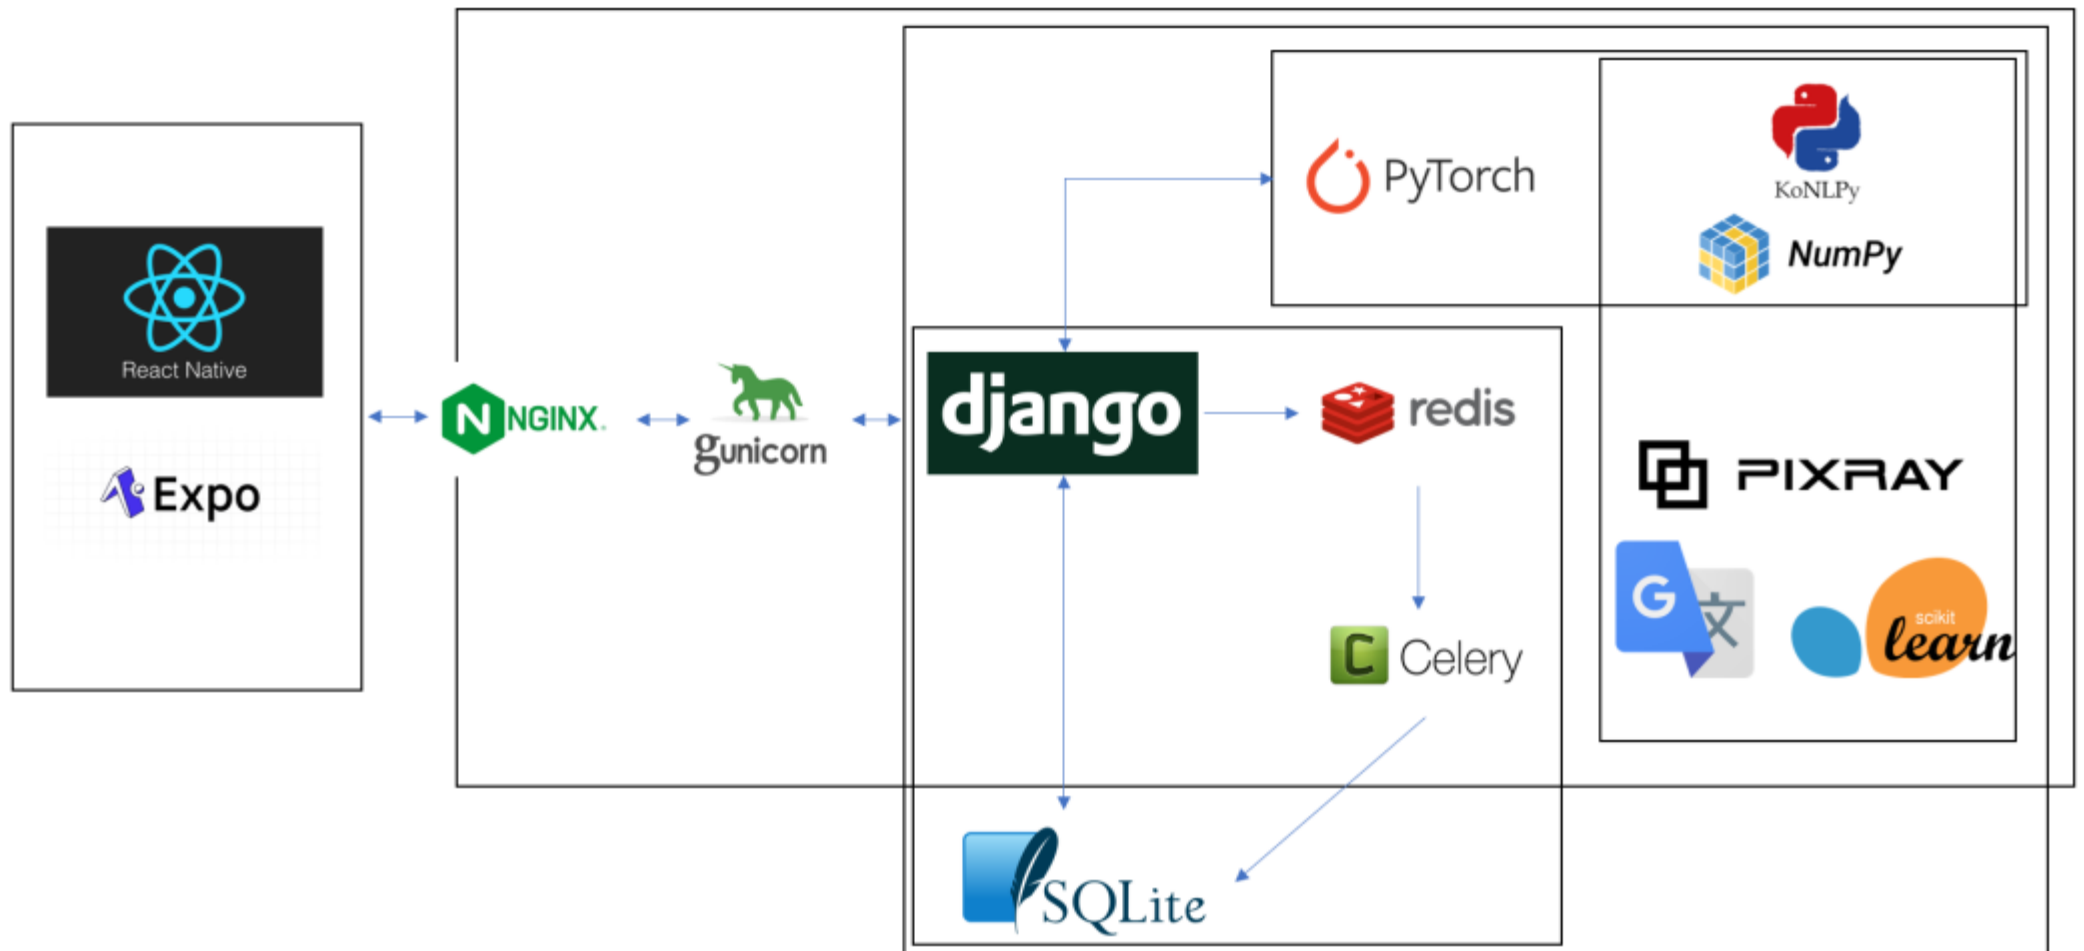 React Native
Expo
NGINX.
gunicorn
django
redis
Celery
SQLite
PyTorch
KoNLPy
NumPy
PIXRAY
G 文
scikit
learn